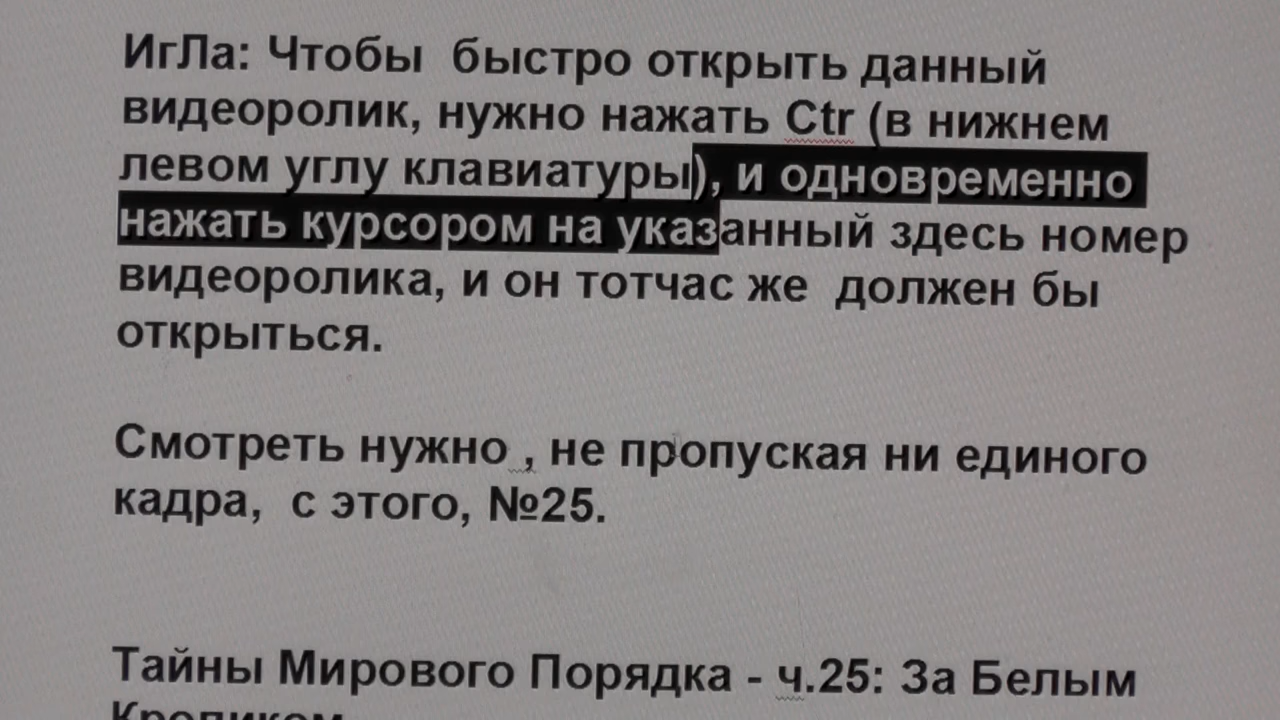 ИгЛа: Чтобы быстро открыть данный
видеоролик, нужно нажать Ctr (в нижнем
левом углу клавиатуры), и одновременно
нажать курсором на указанный здесь номер
видеоролика, и он тотчас же должен бы
открыться.
Смотреть нужно , не пропуская ни единого
кадра, с этого, №25.
Тайны Мирового Порядка - ч.25: За Белым
Кроликом